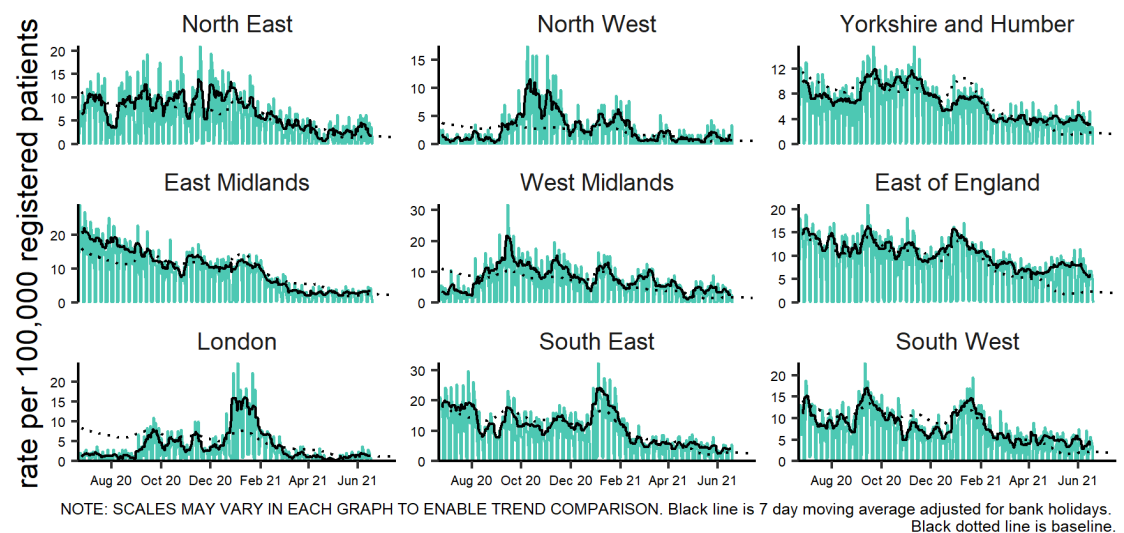 rate per 100,000 registered patients
North East
North West
Yorkshire and Humber
20
15
10
5
0
15
10
5
0
12
8
4
0
East Midlands
West Midlands
East of England
20
10
0
30
20
10
0
20
15
10
5
0
London
South East
South West
20
15
10
5
0
30
20
10
0
20
15
10
5
0
Aug 20 Oct 20 Dec 20 Feb 21 Apr 21 Jun 21
Aug 20 Oct 20 Dec 20 Feb 21 Apr 21 Jun 21
Aug 20 Oct 20 Dec 20 Feb 21 Apr 21 Jun 21
NOTE: SCALES MAY VARY IN EACH GRAPH TO ENABLE TREND COMPARISON. Black line is 7 day moving average adjusted for bank holidays.
Black dotted line is baseline.